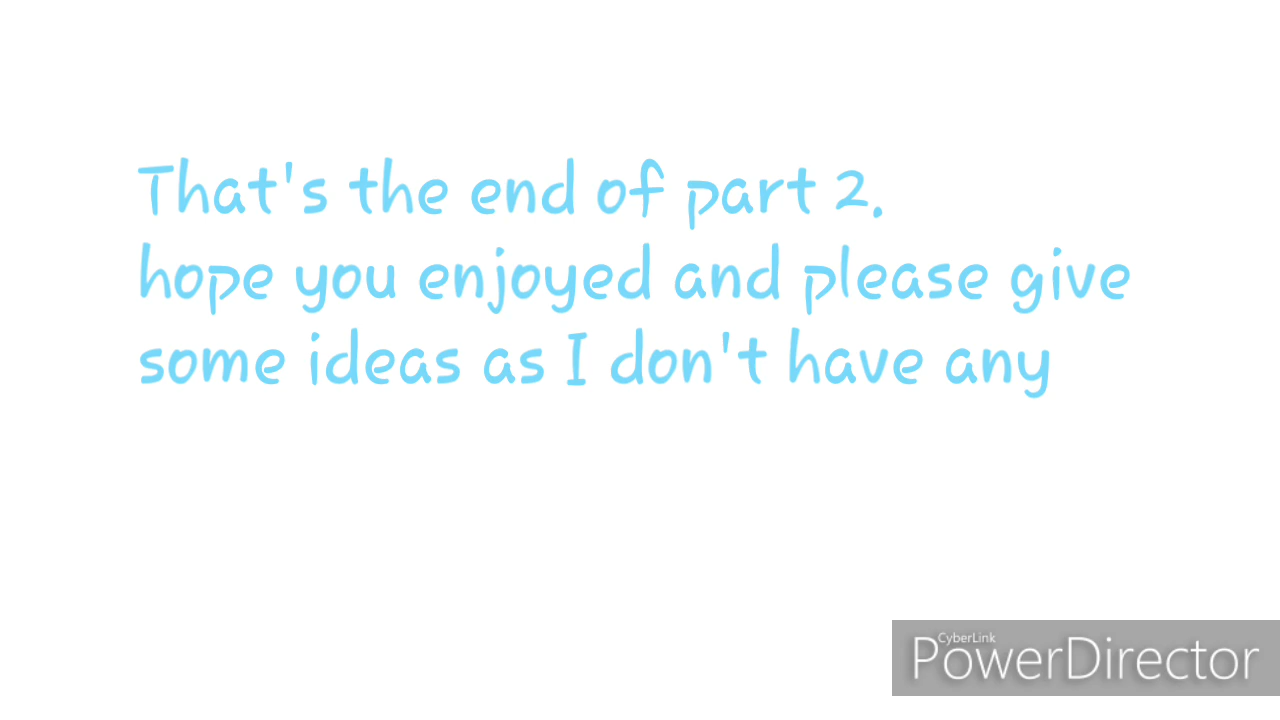 That's the end of part 2.
hope you enjoyed and please give
some ideas as I don't have any
CyberLink
PowerDirector